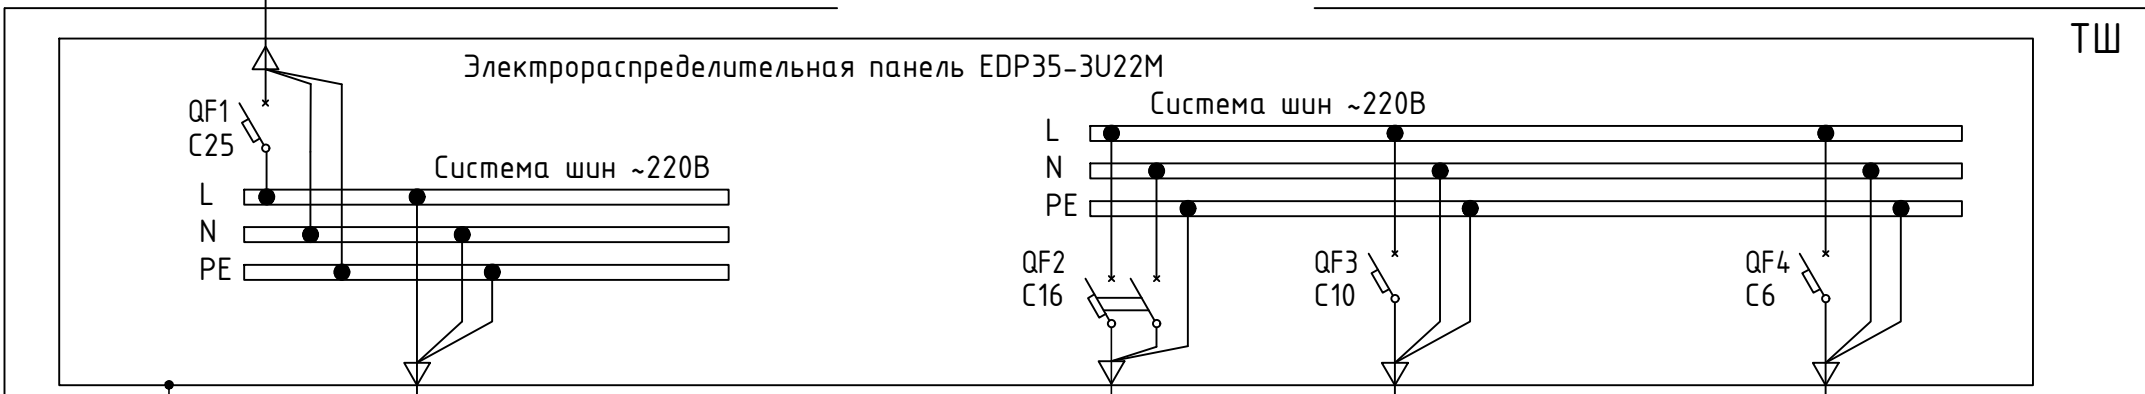 ТШ
Электрораспределительная панель EDP35-3U22M
Система шин ~220В
QF1
C25
L
Система шин ~220В
N
L
PE
N
PE
QF2
C16
QF3
C10
QF4
C6